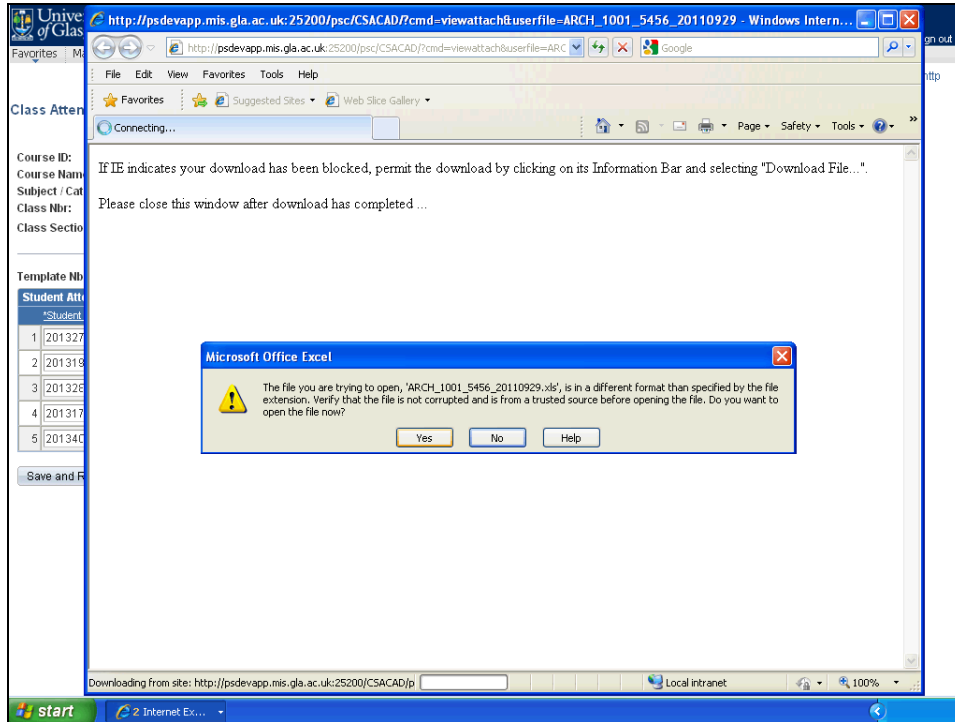 Unive
of Glas
http://psdevapp.mis.gla.ac.uk:25200/psc/CSACAD/?cmd=viewattach&userfile=ARCH_1001_5456_20110929 - Windows Intern...
gn out
Favorites
http://psdevapp.mis.gla.ac.uk:25200/psc/CSACAD/?cmd=viewattach&userfile=ARC
Google
File Edit View Favorites Tools Help
http
Favorites Suggested Sites Web Slice Gallery
Class Atten
Connecting...
Page Safety Tools
Course ID:
Course Nam
Subject / Cat
Class Nbr:
Class Sectio
If IE indicates your download has been blocked, permit the download by clicking on its Information Bar and selecting "Download File...".
Please close this window after download has completed ...
Template Nb
Student Atte
*Student
1 201327
2 201319
3 201328
4 201317
5 20134
Save and R
Microsoft Office Excel
The file you are trying to open, 'ARCH_1001_5456_20110929.xls', is in a different format than specified by the file
extension. Verify that the file is not corrupted and is from a trusted source before opening the file. Do you want to
open the file now?
Yes No Help
Downloading from site: http://psdevapp.mis.gla.ac.uk:25200/CSACAD/p
Local intranet
100%
start
2 Internet Ex...